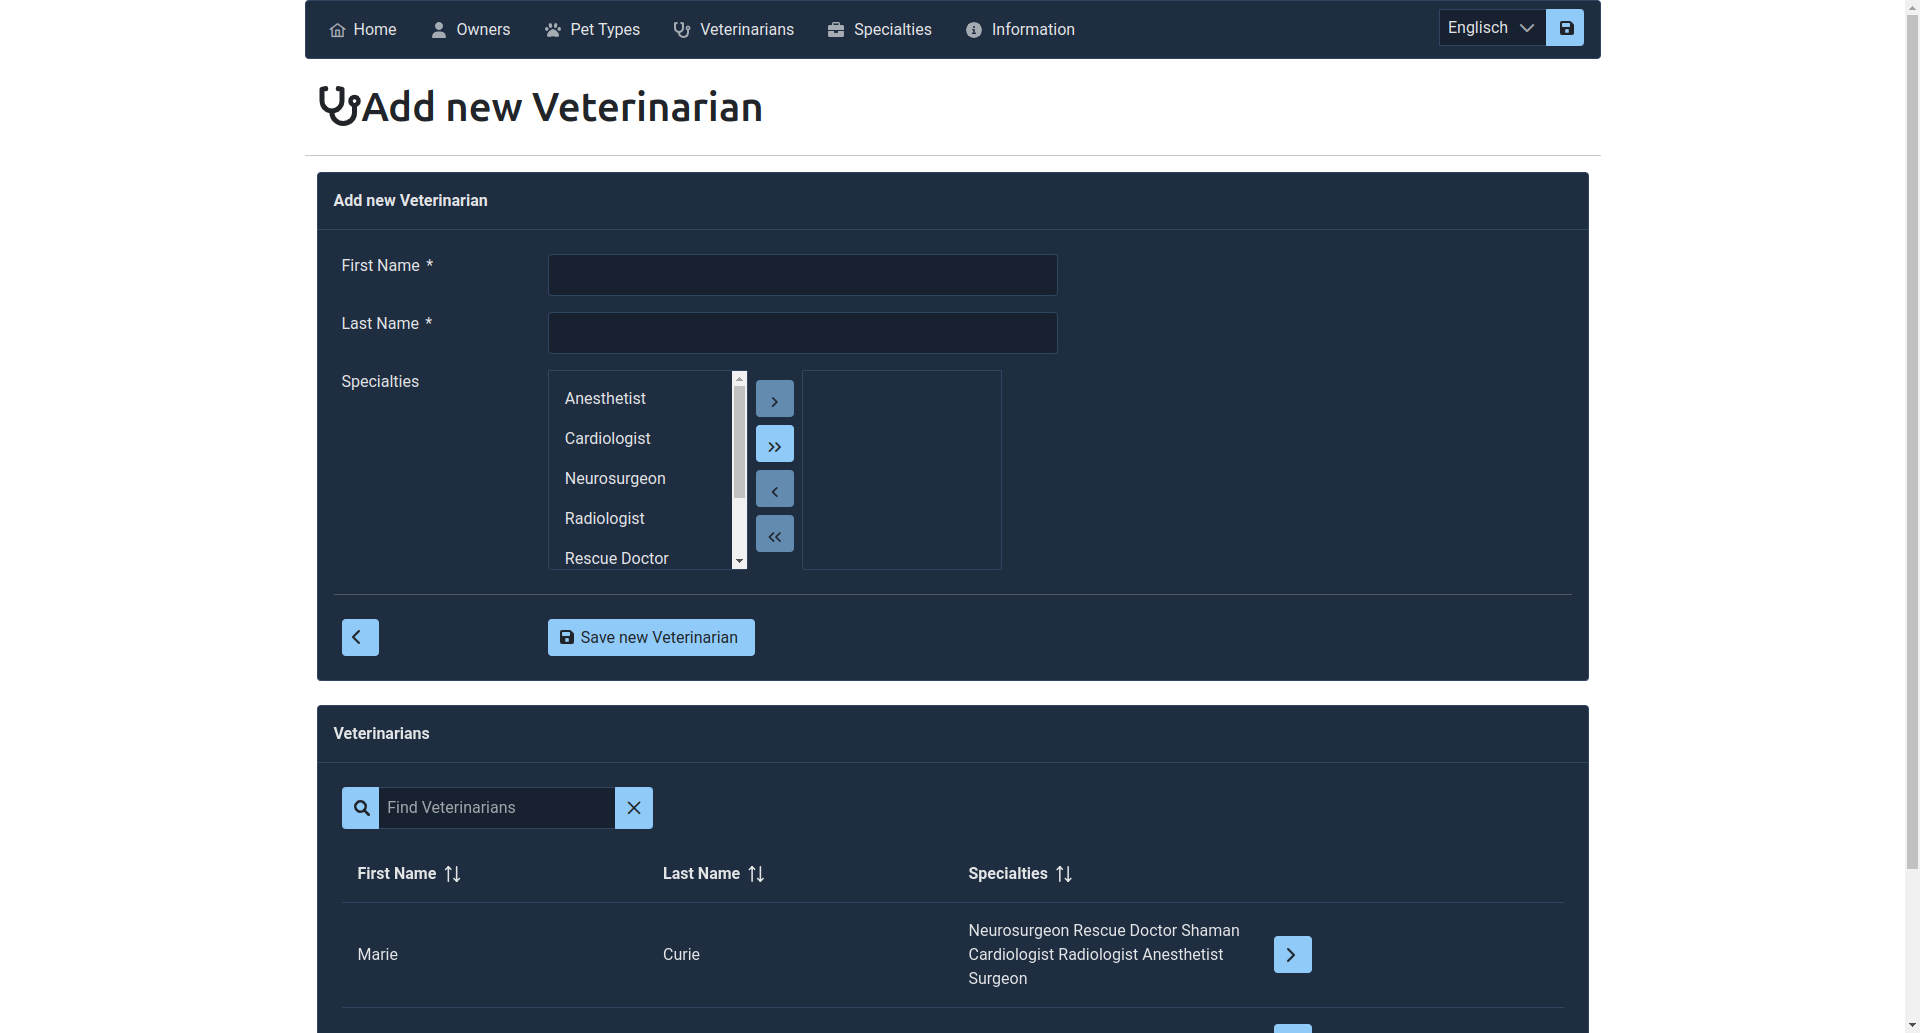 Home Owners Pet Types Veterinarians Specialties Information Englisch
Add new Veterinarian
Add new Veterinarian
First Name *
Last Name *
Specialties
Anesthetist
Cardiologist
Neurosurgeon
Radiologist
Rescue Doctor
Save new Veterinarian
Veterinarians
Find Veterinarians
First Name Last Name Specialties
Marie Curie Neurosurgeon Rescue Doctor Shaman
Cardiologist Radiologist Anesthetist
Surgeon